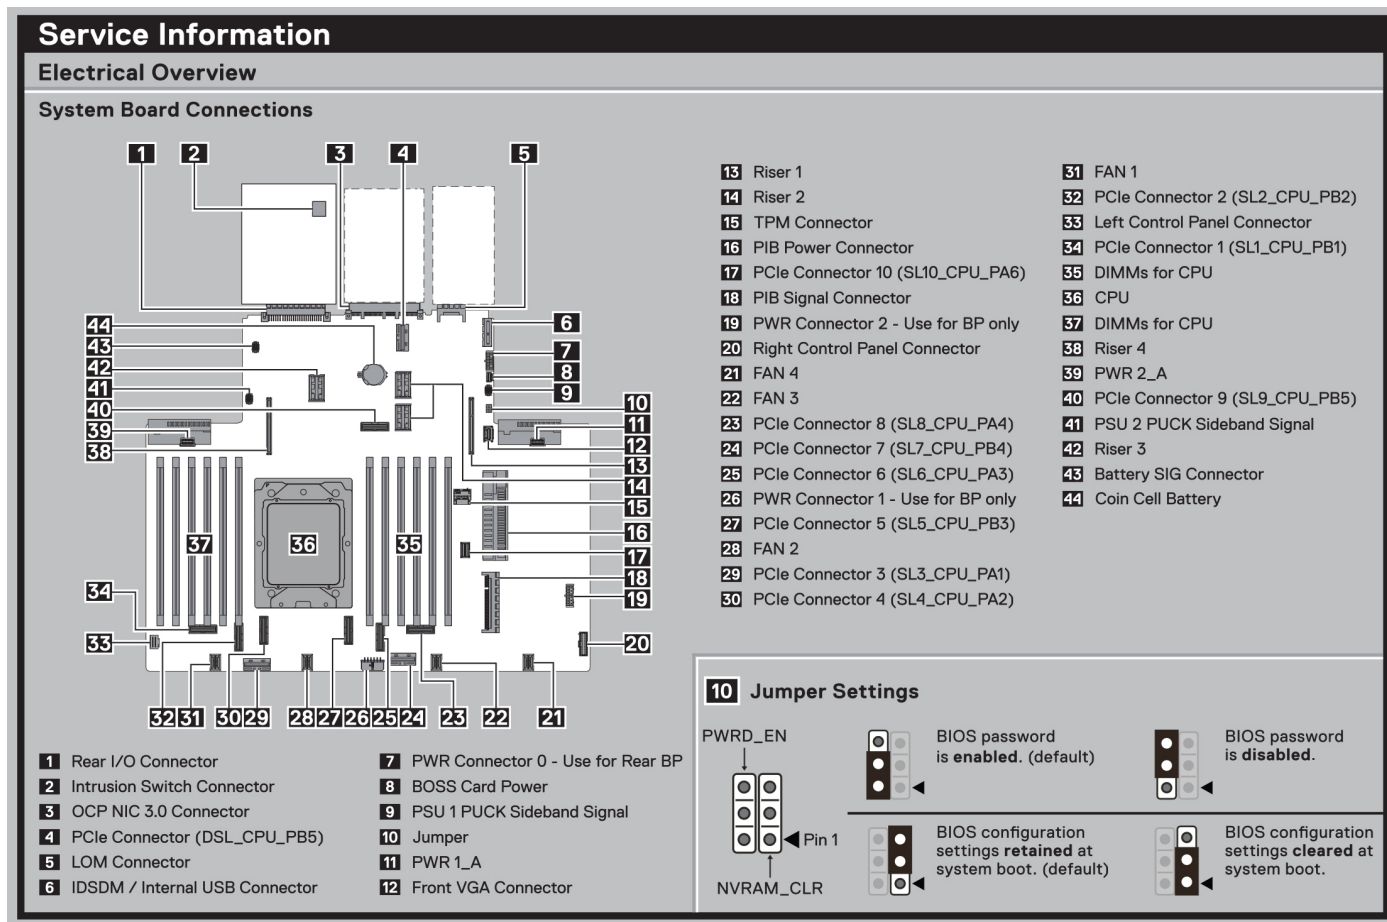 Service Information
Electrical Overview
System Board Connections
1
2
3
4
5
44
43
42
41
40
39
38
6
7
8
9
10
11
12
13
14
15
16
17
18
19
20
37
36
35
34
33
32
31
30
29
28
27
26
25
24
23
22
21
1 Rear I/O Connector
2 Intrusion Switch Connector
3 OCP NIC 3.0 Connector
4 PCIe Connector (DSL_CPU_PB5)
5 LOM Connector
6 IDSDM / Internal USB Connector
7 PWR Connector 0 - Use for Rear BP
8 BOSS Card Power
9 PSU 1 PUCK Sideband Signal
10 Jumper
11 PWR 1_A
12 Front VGA Connector
13 Riser 1
14 Riser 2
15 TPM Connector
16 PIB Power Connector
17 PCIe Connector 10 (SL10_CPU_PA6)
18 PIB Signal Connector
19 PWR Connector 2 - Use for BP only
20 Right Control Panel Connector
21 FAN 4
22 FAN 3
23 PCIe Connector 8 (SL8_CPU_PA4)
24 PCIe Connector 7 (SL7_CPU_PB4)
25 PCIe Connector 6 (SL6_CPU_PA3)
26 PWR Connector 1 - Use for BP only
27 PCIe Connector 5 (SL5_CPU_PB3)
28 FAN 2
29 PCIe Connector 3 (SL3_CPU_PA1)
30 PCIe Connector 4 (SL4_CPU_PA2)
31 FAN 1
32 PCIe Connector 2 (SL2_CPU_PB2)
33 Left Control Panel Connector
34 PCIe Connector 1 (SL1_CPU_PB1)
35 DIMMs for CPU
36 CPU
37 DIMMs for CPU
38 Riser 4
39 PWR 2_A
40 PCIe Connector 9 (SL9_CPU_PB5)
41 PSU 2 PUCK Sideband Signal
42 Riser 3
43 Battery SIG Connector
44 Coin Cell Battery
10 Jumper Settings
PWRD_EN
Pin 1
NVRAM_CLR
BIOS password
is enabled. (default)
BIOS password
is disabled.
BIOS configuration
settings retained at
system boot. (default)
BIOS configuration
settings cleared at
system boot.